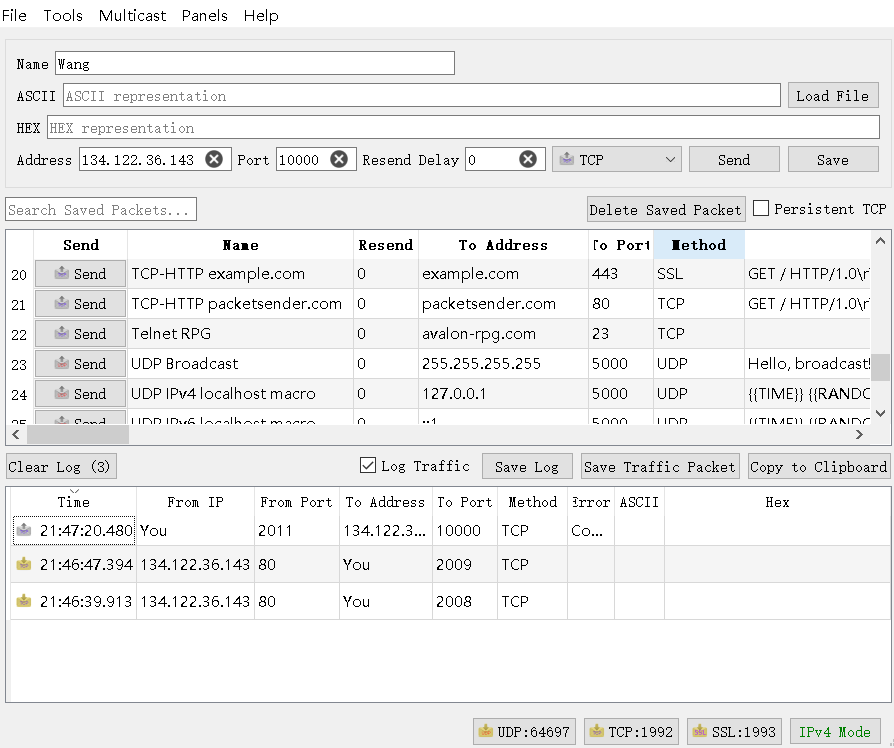 File Tools Multicast Panels Help
Name Wang
ASCII ASCII representation Load File
HEX HEX representation
Address 134.122.36.143 Port 10000 Resend Delay 0 TCP Send Save
Search Saved Packets... Delete Saved Packet Persistent TCP
Send Name Resend To Address To Port Method
20 Send TCP-HTTP example.com 0 example.com 443 SSL GET / HTTP/1.0\r
21 Send TCP-HTTP packetsender.com 0 packetsender.com 80 TCP GET / HTTP/1.0\r
22 Send Telnet RPG 0 avalon-rpg.com 23 TCP
23 Send UDP Broadcast 0 255.255.255.255 5000 UDP Hello, broadcast!
24 Send UDP IPv4 localhost macro 0 127.0.0.1 5000 UDP {{TIME}} {{RANDO
25 Send UDP IPv6 localhost macro 0 ::1 5000 UDP {{TIME}} {{RANDO
Clear Log (3) Log Traffic Save Log Save Traffic Packet Copy to Clipboard
Time From IP From Port To Address To Port Method Error ASCII Hex
21:47:20.480 You 2011 134.122.3... 10000 TCP Co...
21:46:47.394 134.122.36.143 80 You 2009 TCP
21:46:39.913 134.122.36.143 80 You 2008 TCP
UDP:64697 TCP:1992 SSL:1993 IPv4 Mode